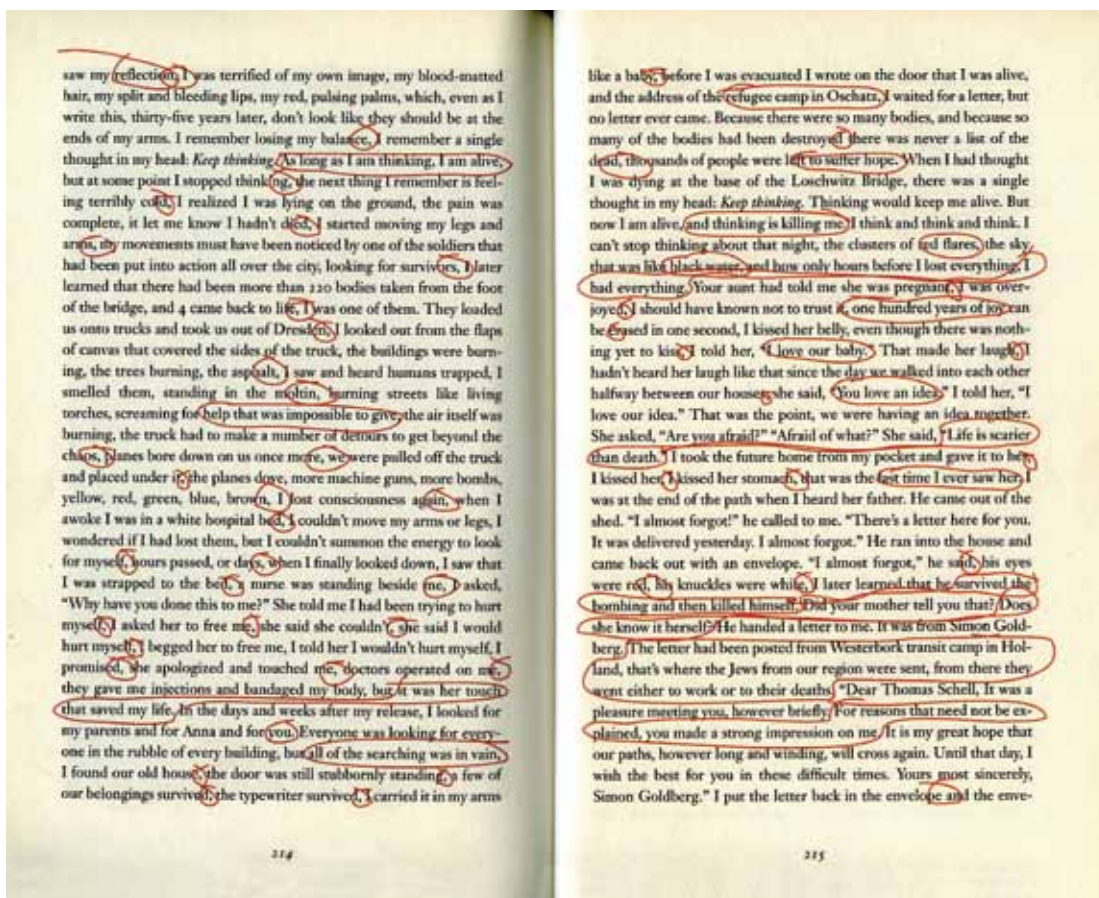 saw my reflection, I was terrified of my own image, my blood-matted
hair, my split and bleeding lips, my red, pulsing palms, which, even as I
write this, thirty-five years later, don't look like they should be at the
ends of my arms. I remember losing my balance, I remember a single
thought in my head: Keep thinking. As long as I am thinking, I am alive,
but at some point I stopped thinking, the next thing I remember is feel-
ing terribly cold, I realized I was lying on the ground, the pain was
complete, it let me know I hadn't died, I started moving my legs and
arms, my movements must have been noticed by one of the soldiers that
had been put into action all over the city, looking for survivors, I later
learned that there had been more than 220 bodies taken from the foot
of the bridge, and 4 came back to life, I was one of them. They loaded
us onto trucks and took us out of Dresden, I looked out from the flaps
of canvas that covered the sides of the truck, the buildings were burn-
ing, the trees burning, the asphalt, I saw and heard humans trapped, I
smelled them, standing in the moltin, burning streets like living
torches, screaming for help that was impossible to give, the air itself was
burning, the truck had to make a number of detours to get beyond the
chaos, planes bore down on us once more, we were pulled off the truck
and placed under it, the planes dove, more machine guns, more bombs,
yellow, red, green, blue, brown, I lost consciousness again, when I
awoke I was in a white hospital bed, I couldn't move my arms or legs, I
wondered if I had lost them, but I couldn't summon the energy to look
for myself, hours passed, or days, when I finally looked down, I saw that
I was strapped to the bed, a nurse was standing beside me, I asked,
"Why have you done this to me?" She told me I had been trying to hurt
myself, I asked her to free me, she said she couldn't, she said I would
hurt myself, I begged her to free me, I told her I wouldn't hurt myself, I
promised, she apologized and touched me, doctors operated on me,
they gave me injections and bandaged my body, but it was her touch
that saved my life. In the days and weeks after my release, I looked for
my parents and for Anna and for you. Everyone was looking for every-
one in the rubble of every building, but all of the searching was in vain,
I found our old house, the door was still stubbornly standing, a few of
our belongings survived, the typewriter survived, I carried it in my arms
214
like a baby, before I was evacuated I wrote on the door that I was alive,
and the address of the refugee camp in Oschatz, I waited for a letter, but
no letter ever came. Because there were so many bodies, and because so
many of the bodies had been destroyed, there was never a list of the
dead, thousands of people were left to suffer hope. When I had thought
I was dying at the base of the Loschwitz Bridge, there was a single
thought in my head: Keep thinking. Thinking would keep me alive. But
now I am alive, and thinking is killing me. I think and think and think. I
can't stop thinking about that night, the clusters of red flares, the sky
that was like black water, and how only hours before I lost everything, I
had everything. Your aunt had told me she was pregnant, I was over-
joyed, I should have known not to trust it, one hundred years of joy can
be erased in one second, I kissed her belly, even though there was noth-
ing yet to kiss, I told her, "I love our baby." That made her laugh, I
hadn't heard her laugh like that since the day we walked into each other
halfway between our houses, she said, "You love an idea." I told her, "I
love our idea." That was the point, we were having an idea together.
She asked, "Are you afraid?" "Afraid of what?" She said, "Life is scarier
than death." I took the future home from my pocket and gave it to her,
I kissed her, I kissed her stomach, that was the last time I ever saw her. I
was at the end of the path when I heard her father. He came out of the
shed. "I almost forgot!" he called to me. "There's a letter here for you.
It was delivered yesterday. I almost forgot." He ran into the house and
came back out with an envelope. "I almost forgot," he said, his eyes
were red, his knuckles were white, I later learned that he survived the
bombing and then killed himself. Did your mother tell you that? Does
she know it herself? He handed a letter to me. It was from Simon Gold-
berg. The letter had been posted from Westerbork transit camp in Hol-
land, that's where the Jews from our region were sent, from there they
went either to work or to their deaths. "Dear Thomas Schell, It was a
pleasure meeting you, however briefly. For reasons that need not be ex-
plained, you made a strong impression on me. It is my great hope that
our paths, however long and winding, will cross again. Until that day, I
wish the best for you in these difficult times. Yours most sincerely,
Simon Goldberg." I put the letter back in the envelope and the enve-
215